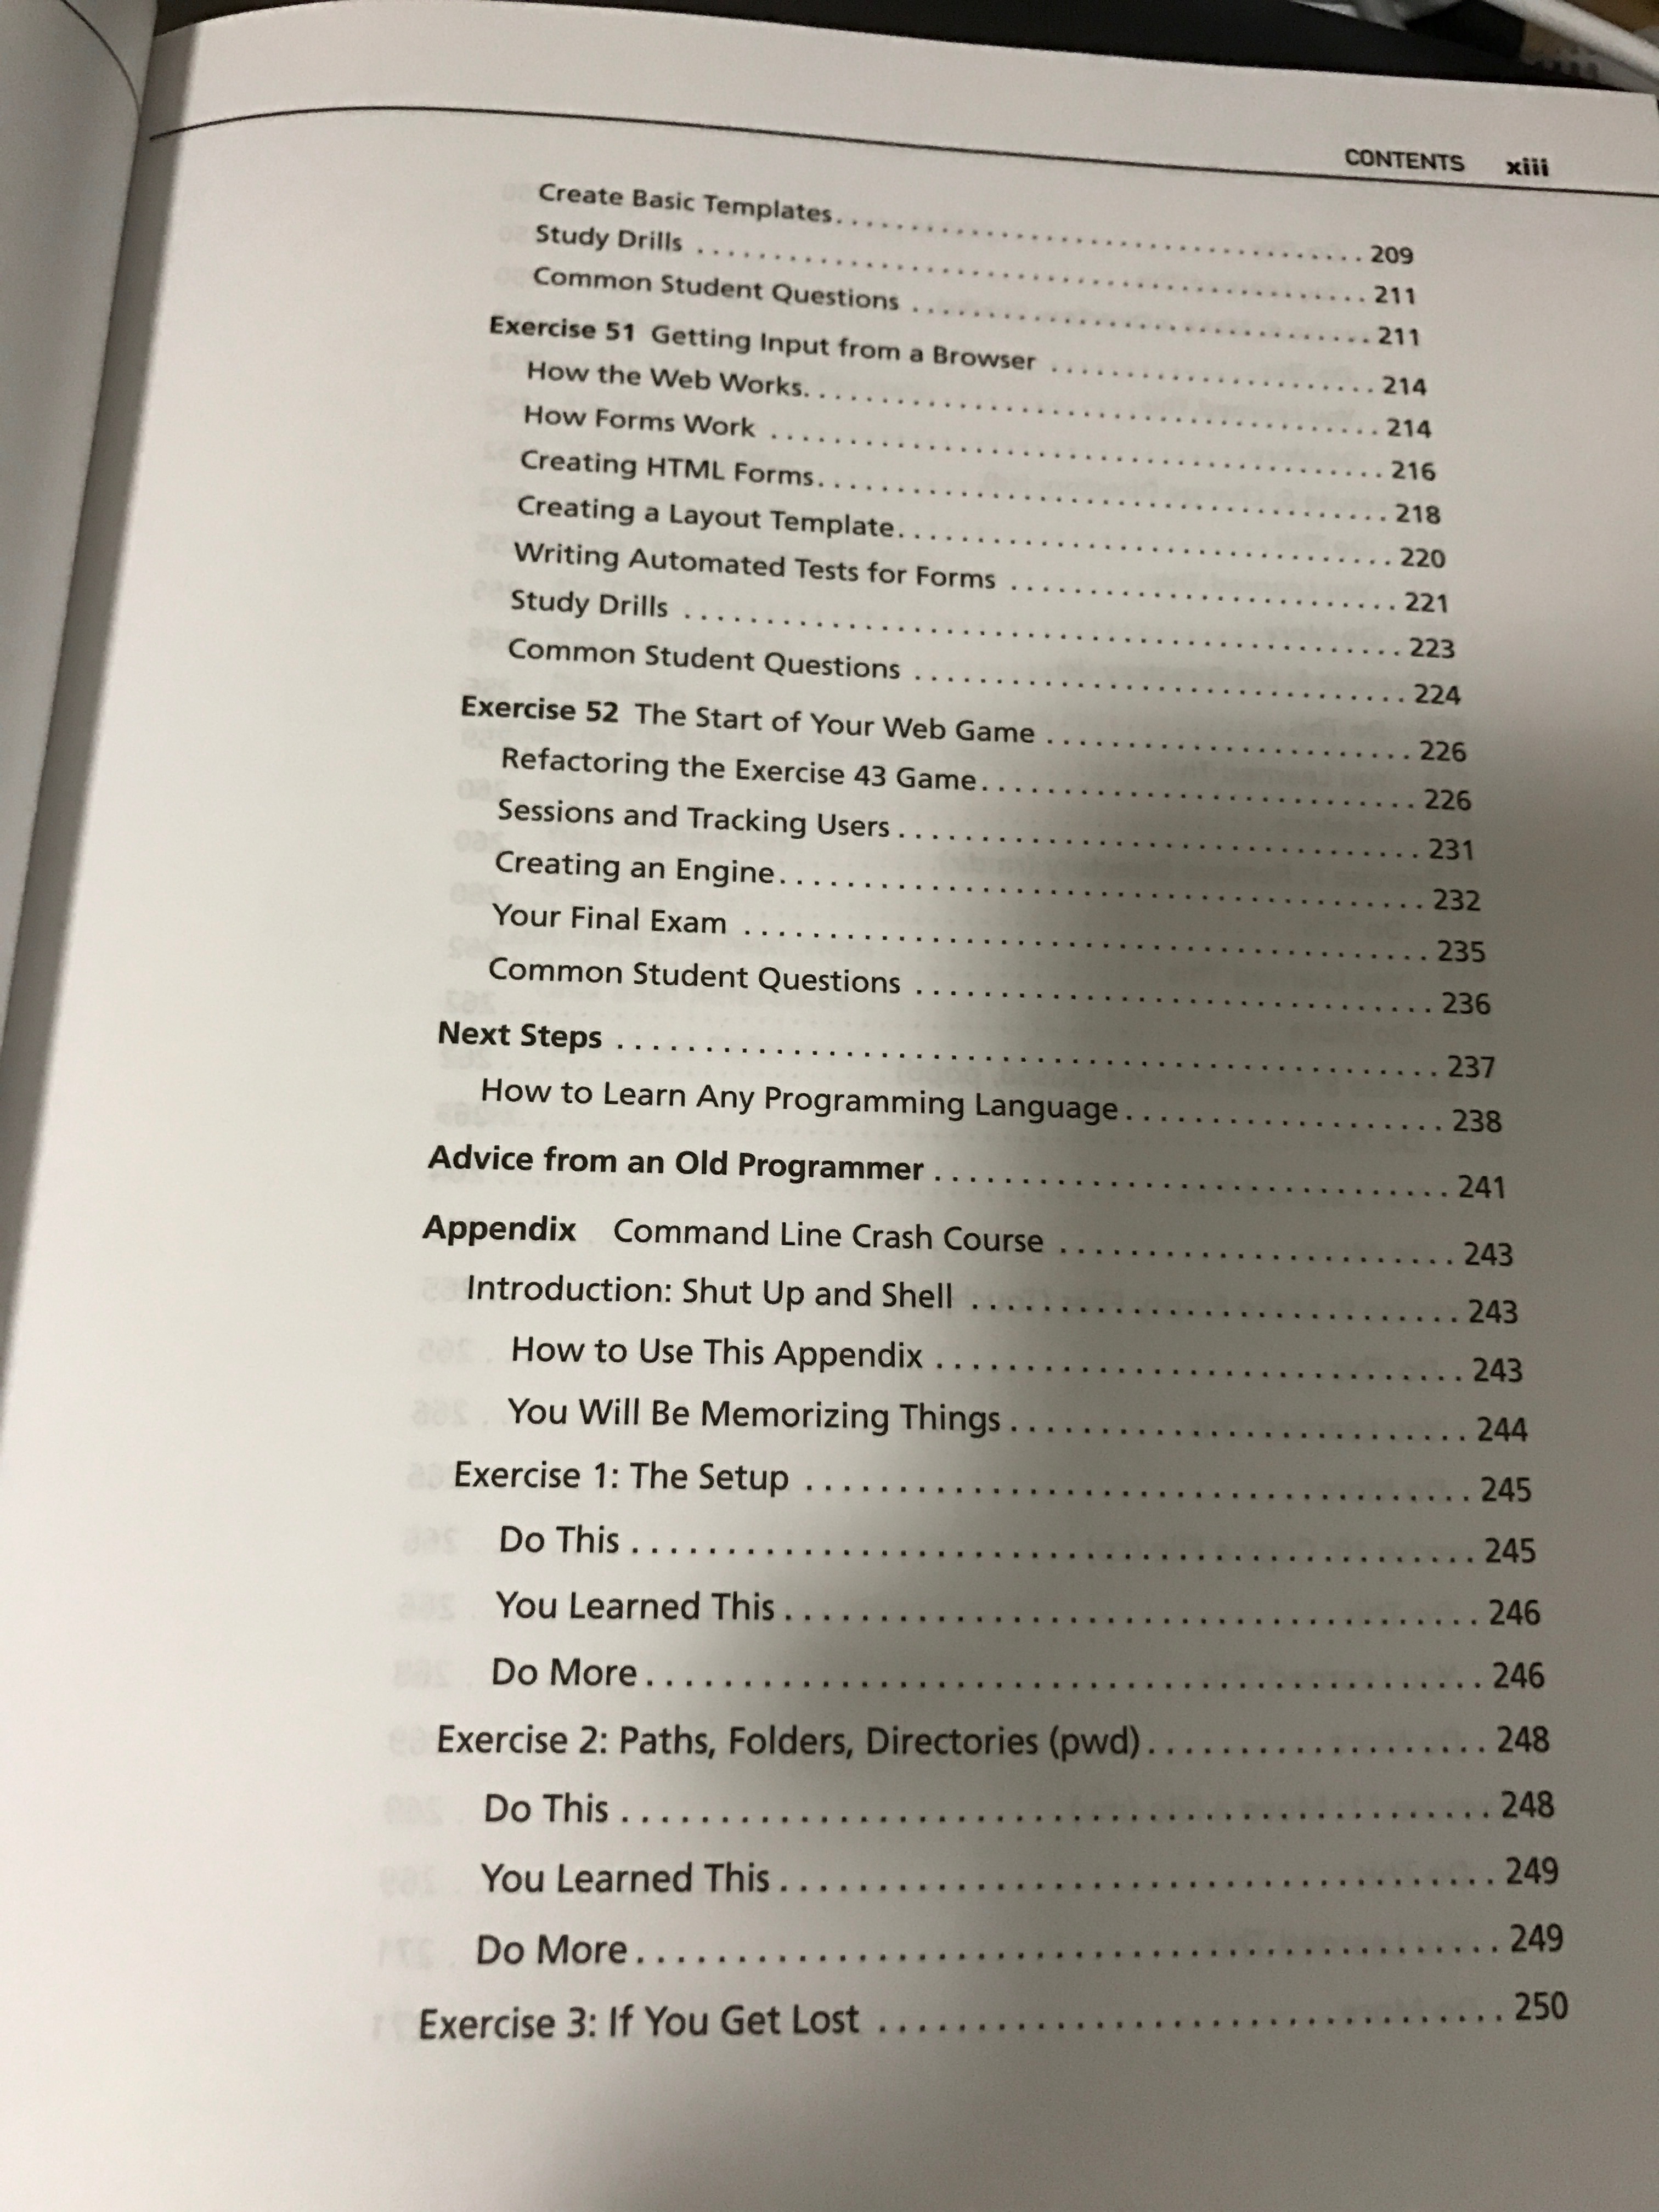 CONTENTS xiii
Create Basic Templates. . . . . . . . . . . . . . . . . . . . . . . . . . . . . . . . . . . 209
Study Drills . . . . . . . . . . . . . . . . . . . . . . . . . . . . . . . . . . . . . . . . . . . . 211
Common Student Questions . . . . . . . . . . . . . . . . . . . . . . . . . . . . . . 211
Exercise 51 Getting Input from a Browser . . . . . . . . . . . . . . . . . . . . . 214
How the Web Works. . . . . . . . . . . . . . . . . . . . . . . . . . . . . . . . . . . . . 214
How Forms Work . . . . . . . . . . . . . . . . . . . . . . . . . . . . . . . . . . . . . . . 216
Creating HTML Forms. . . . . . . . . . . . . . . . . . . . . . . . . . . . . . . . . . . . 218
Creating a Layout Template. . . . . . . . . . . . . . . . . . . . . . . . . . . . . . . 220
Writing Automated Tests for Forms . . . . . . . . . . . . . . . . . . . . . . . . 221
Study Drills . . . . . . . . . . . . . . . . . . . . . . . . . . . . . . . . . . . . . . . . . . . . 223
Common Student Questions . . . . . . . . . . . . . . . . . . . . . . . . . . . . . . 224
Exercise 52 The Start of Your Web Game . . . . . . . . . . . . . . . . . . . . . . 226
Refactoring the Exercise 43 Game. . . . . . . . . . . . . . . . . . . . . . . . . . 226
Sessions and Tracking Users . . . . . . . . . . . . . . . . . . . . . . . . . . . . . . . 231
Creating an Engine. . . . . . . . . . . . . . . . . . . . . . . . . . . . . . . . . . . . . . 232
Your Final Exam . . . . . . . . . . . . . . . . . . . . . . . . . . . . . . . . . . . . . . . . 235
Common Student Questions . . . . . . . . . . . . . . . . . . . . . . . . . . . . . . 236
Next Steps . . . . . . . . . . . . . . . . . . . . . . . . . . . . . . . . . . . . . . . . . . . . . . . 237
How to Learn Any Programming Language. . . . . . . . . . . . . . . . . . . 238
Advice from an Old Programmer . . . . . . . . . . . . . . . . . . . . . . . . . . . . . 241
Appendix Command Line Crash Course . . . . . . . . . . . . . . . . . . . . . . 243
Introduction: Shut Up and Shell . . . . . . . . . . . . . . . . . . . . . . . . . . . . 243
How to Use This Appendix . . . . . . . . . . . . . . . . . . . . . . . . . . . . . . 243
You Will Be Memorizing Things . . . . . . . . . . . . . . . . . . . . . . . . . . 244
Exercise 1: The Setup . . . . . . . . . . . . . . . . . . . . . . . . . . . . . . . . . . . . 245
Do This . . . . . . . . . . . . . . . . . . . . . . . . . . . . . . . . . . . . . . . . . . . . 245
You Learned This . . . . . . . . . . . . . . . . . . . . . . . . . . . . . . . . . . . . . 246
Do More. . . . . . . . . . . . . . . . . . . . . . . . . . . . . . . . . . . . . . . . . . . 246
Exercise 2: Paths, Folders, Directories (pwd). . . . . . . . . . . . . . . . . . 248
Do This . . . . . . . . . . . . . . . . . . . . . . . . . . . . . . . . . . . . . . . . . . . . 248
You Learned This . . . . . . . . . . . . . . . . . . . . . . . . . . . . . . . . . . . . . 249
Do More. . . . . . . . . . . . . . . . . . . . . . . . . . . . . . . . . . . . . . . . . . . 249
Exercise 3: If You Get Lost . . . . . . . . . . . . . . . . . . . . . . . . . . . . . . . . 250